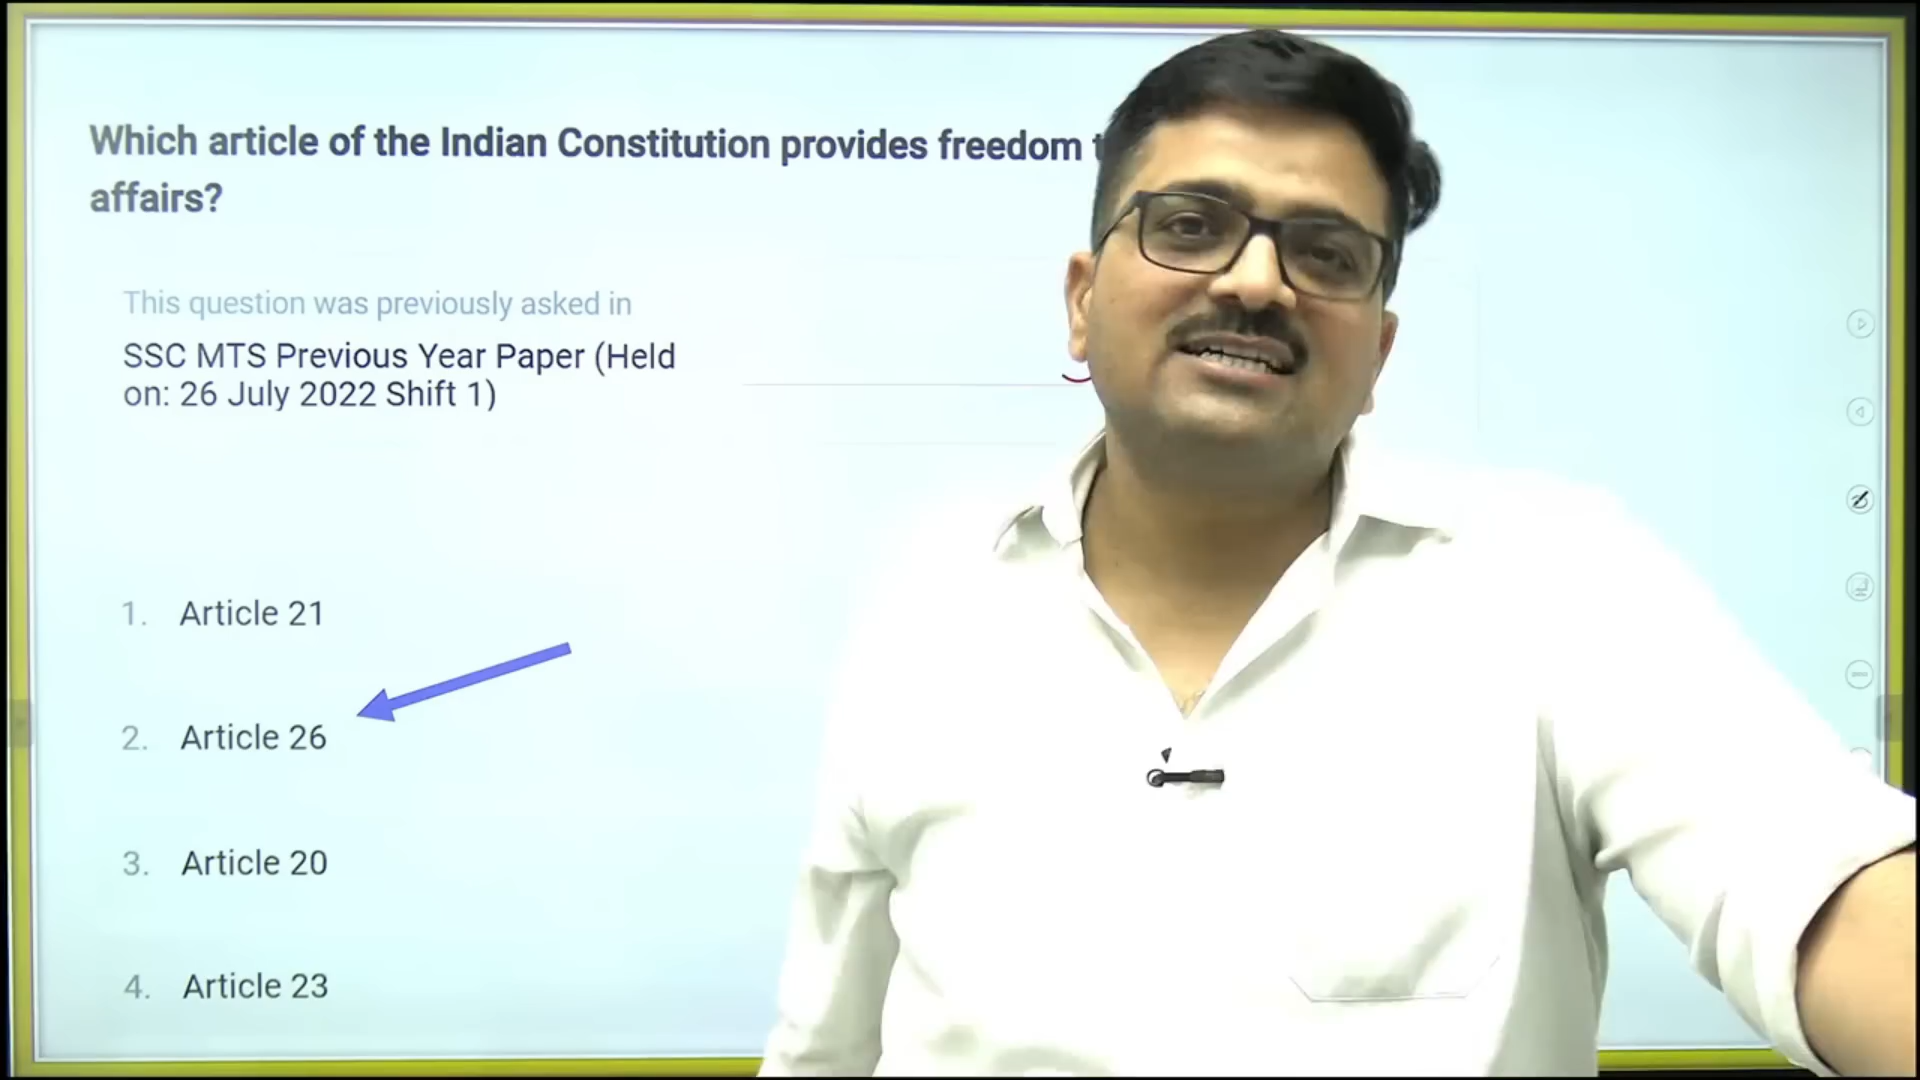 Which article of the Indian Constitution provides freedom
affairs?
This question was previously asked in
SSC MTS Previous Year Paper (Held
on: 26 July 2022 Shift 1)
1. Article 21
2. Article 26
3. Article 20
4. Article 23